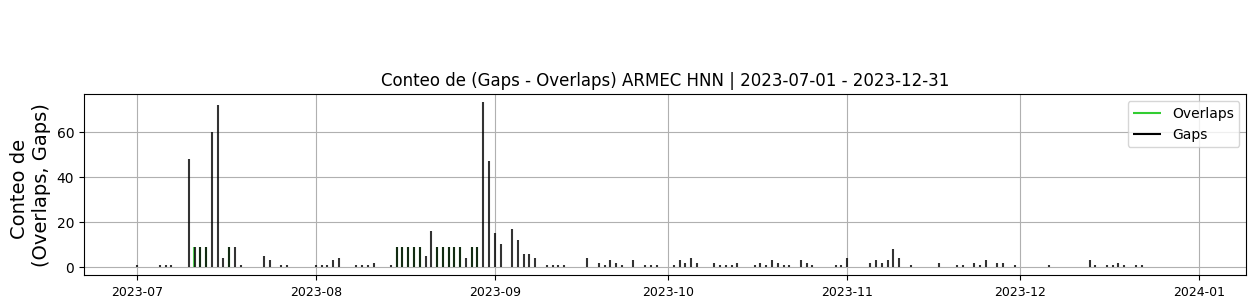 Conteo de (Gaps - Overlaps) ARMEC HNN | 2023-07-01 - 2023-12-31
Conteo de
(Overlaps, Gaps)
60
40
20
0
Overlaps
Gaps
2023-07
2023-08
2023-09
2023-10
2023-11
2023-12
2024-01